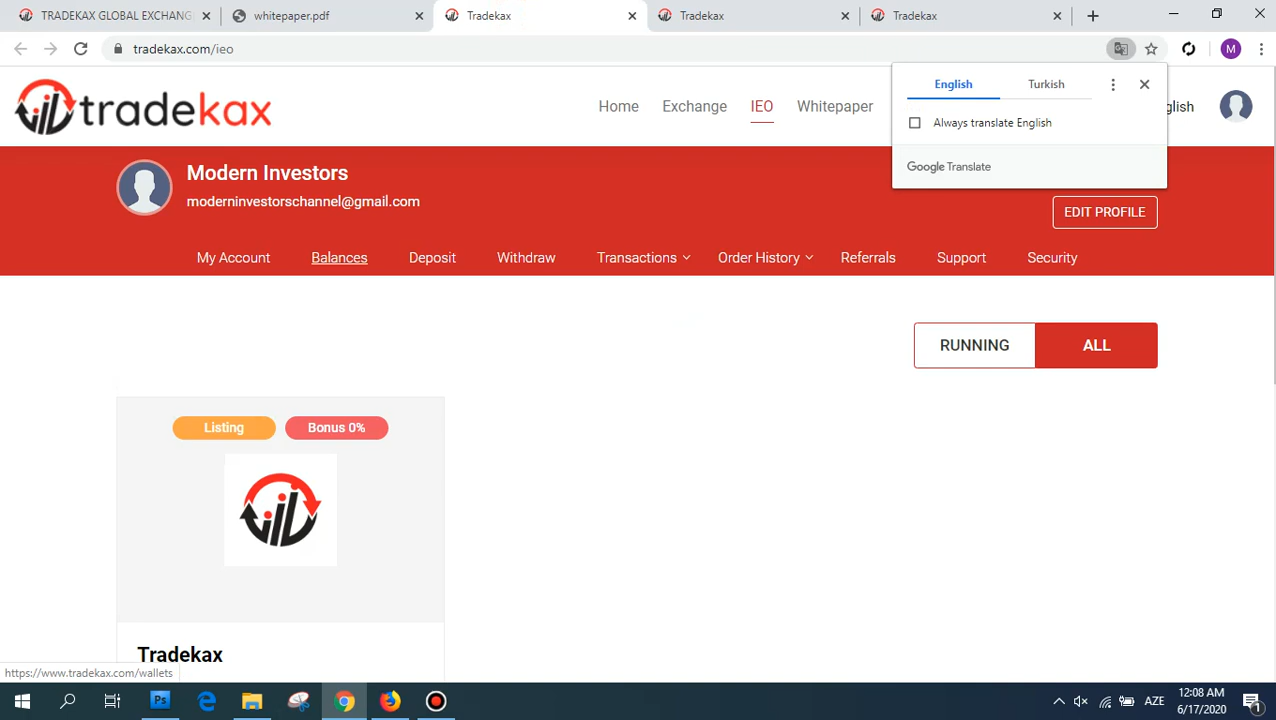 TRADEKAX GLOBAL EXCHANG
whitepaper.pdf
Tradekax
Tradekax
Tradekax
tradekax.com/ieo
M
English Turkish
Always translate English
Google Translate
tradekax
Home Exchange IEO Whitepaper glish
Modern Investors
moderninvestorschannel@gmail.com
EDIT PROFILE
My Account Balances Deposit Withdraw Transactions Order History Referrals Support Security
RUNNING ALL
Listing Bonus 0%
Tradekax
https://www.tradekax.com/wallets
Ps
AZE
12:08 AM
6/17/2020
1